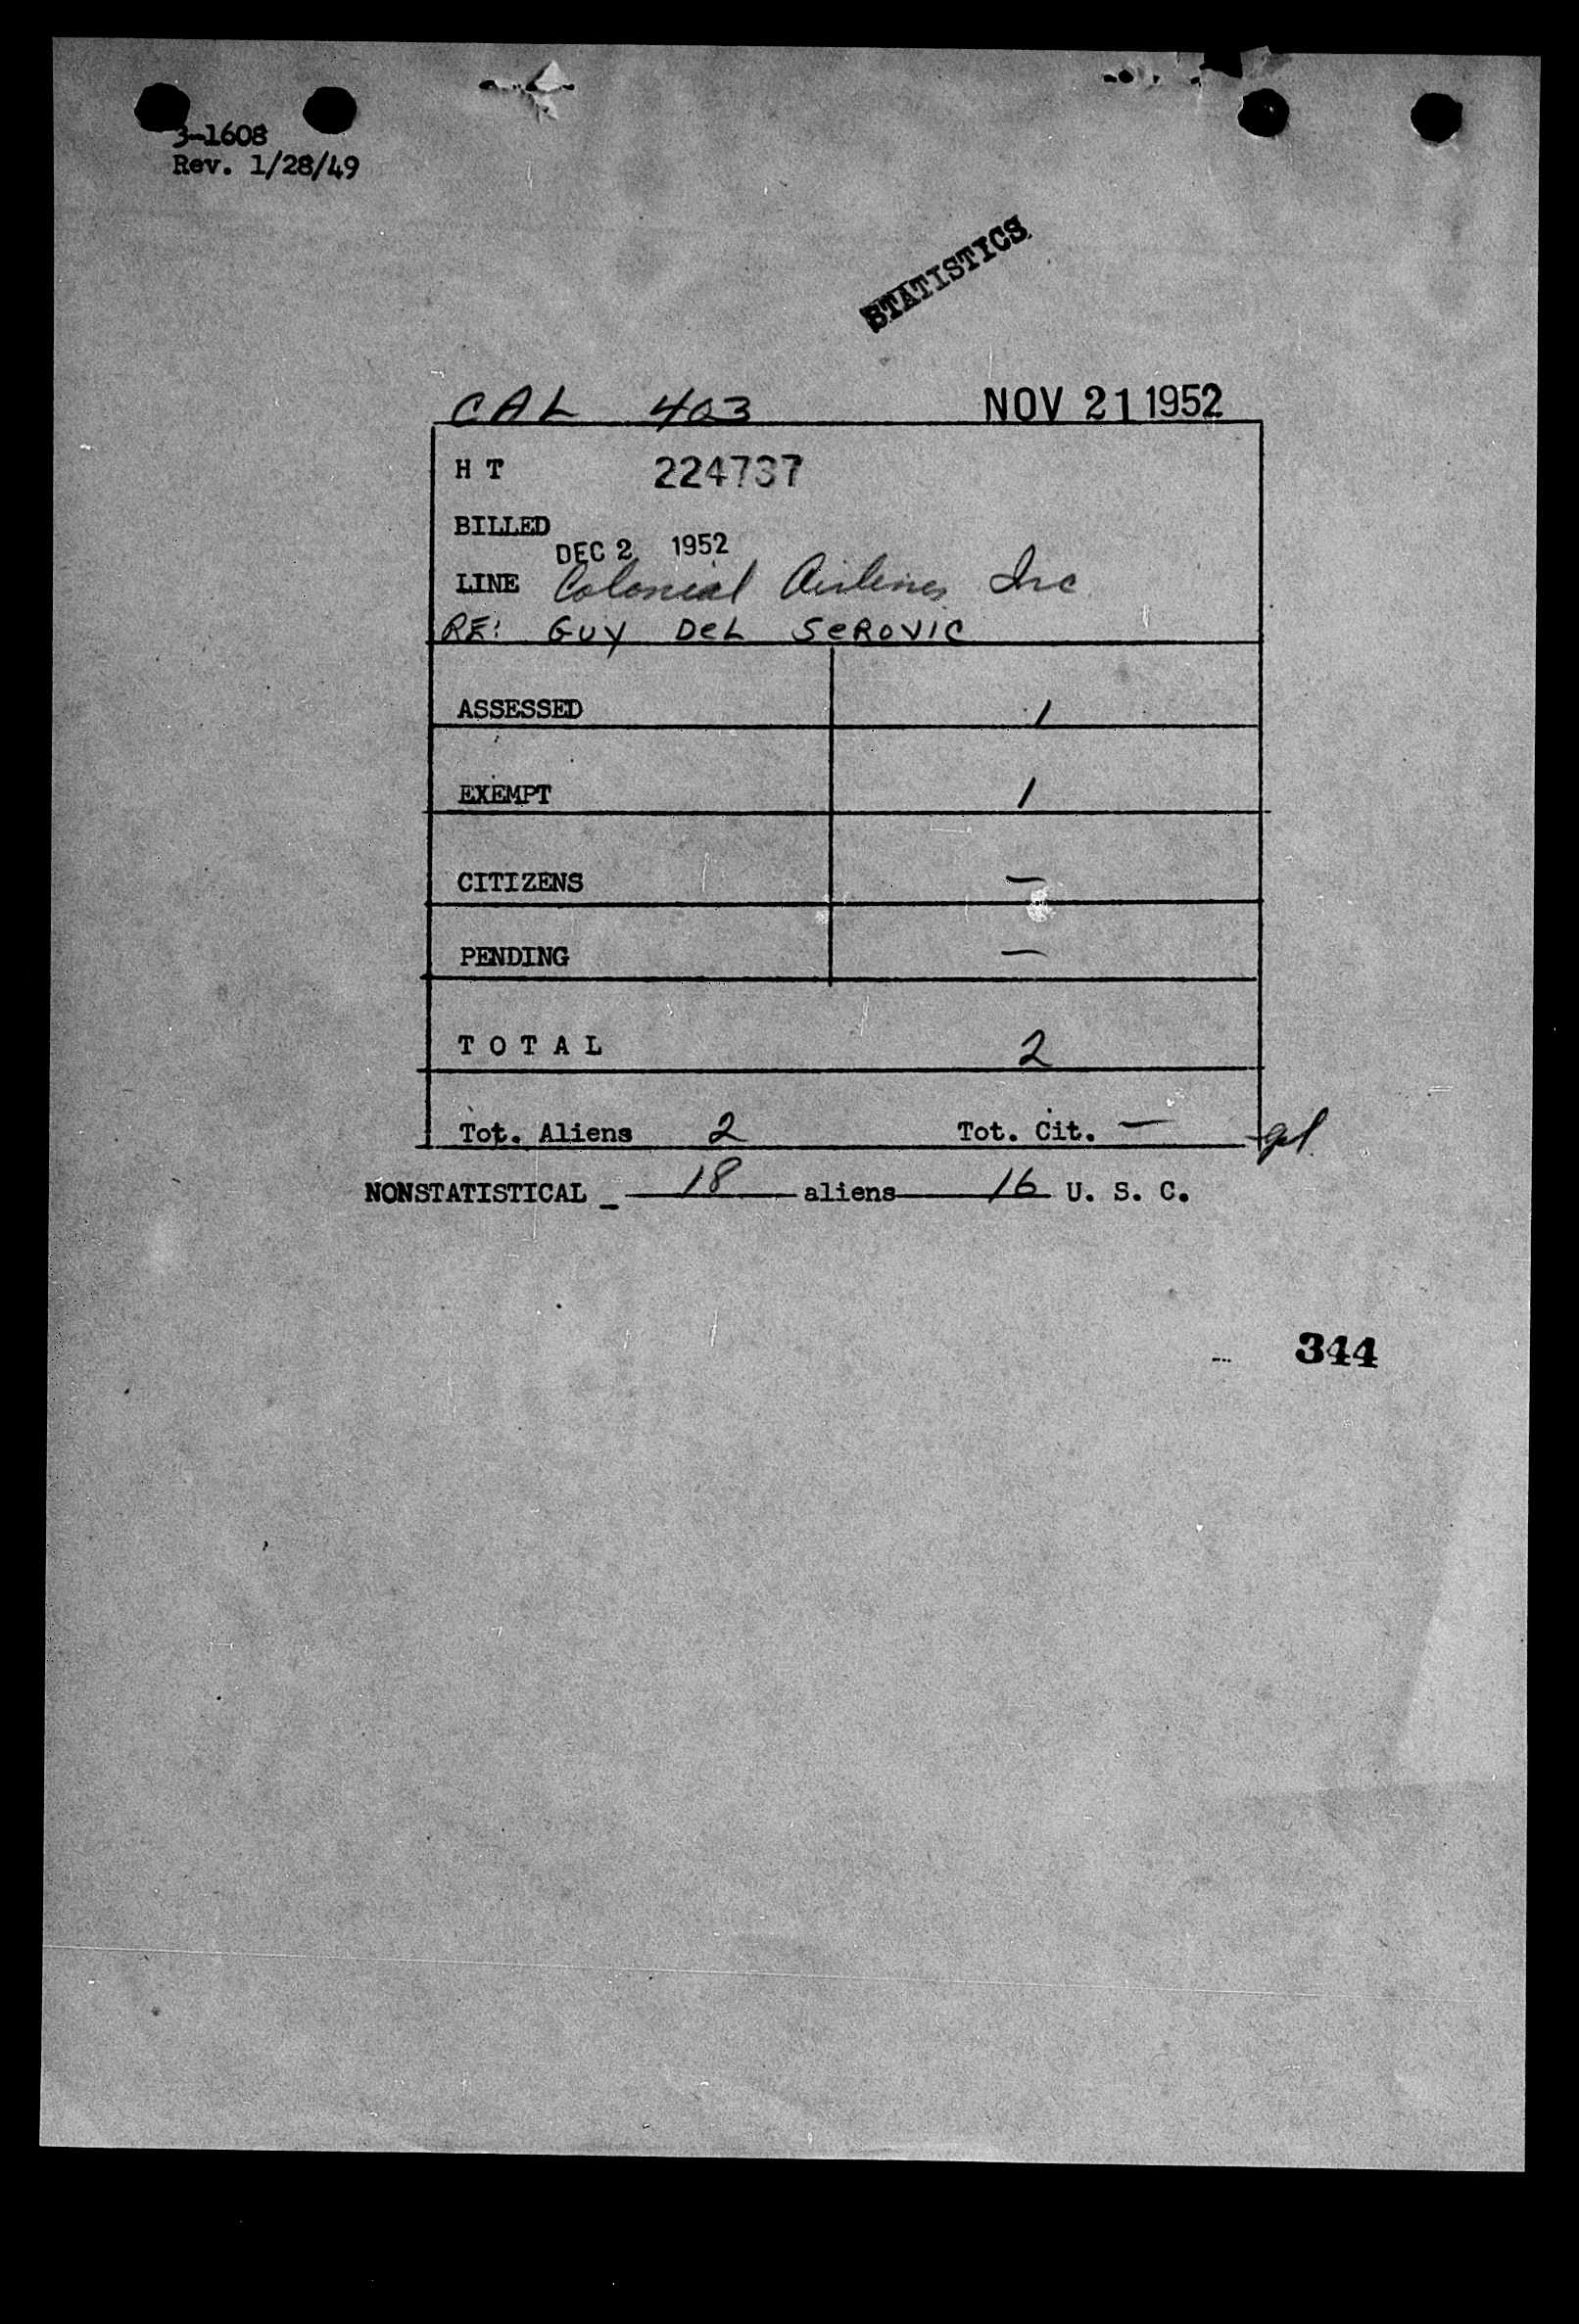 3-1608
Rev. 1/28/49
STATISTICS
CAL 403 NOV 21 1952
H T 224737
BILLED
DEC 2 1952
LINE Colonial Airlines Inc
RE: GUY DEL SEROVIC
ASSESSED 1
EXEMPT 1
CITIZENS —
PENDING —
T O T A L 2
Tot. Aliens 2 Tot. Cit. —
NONSTATISTICAL _ 18 aliens 16 U. S. C.
344